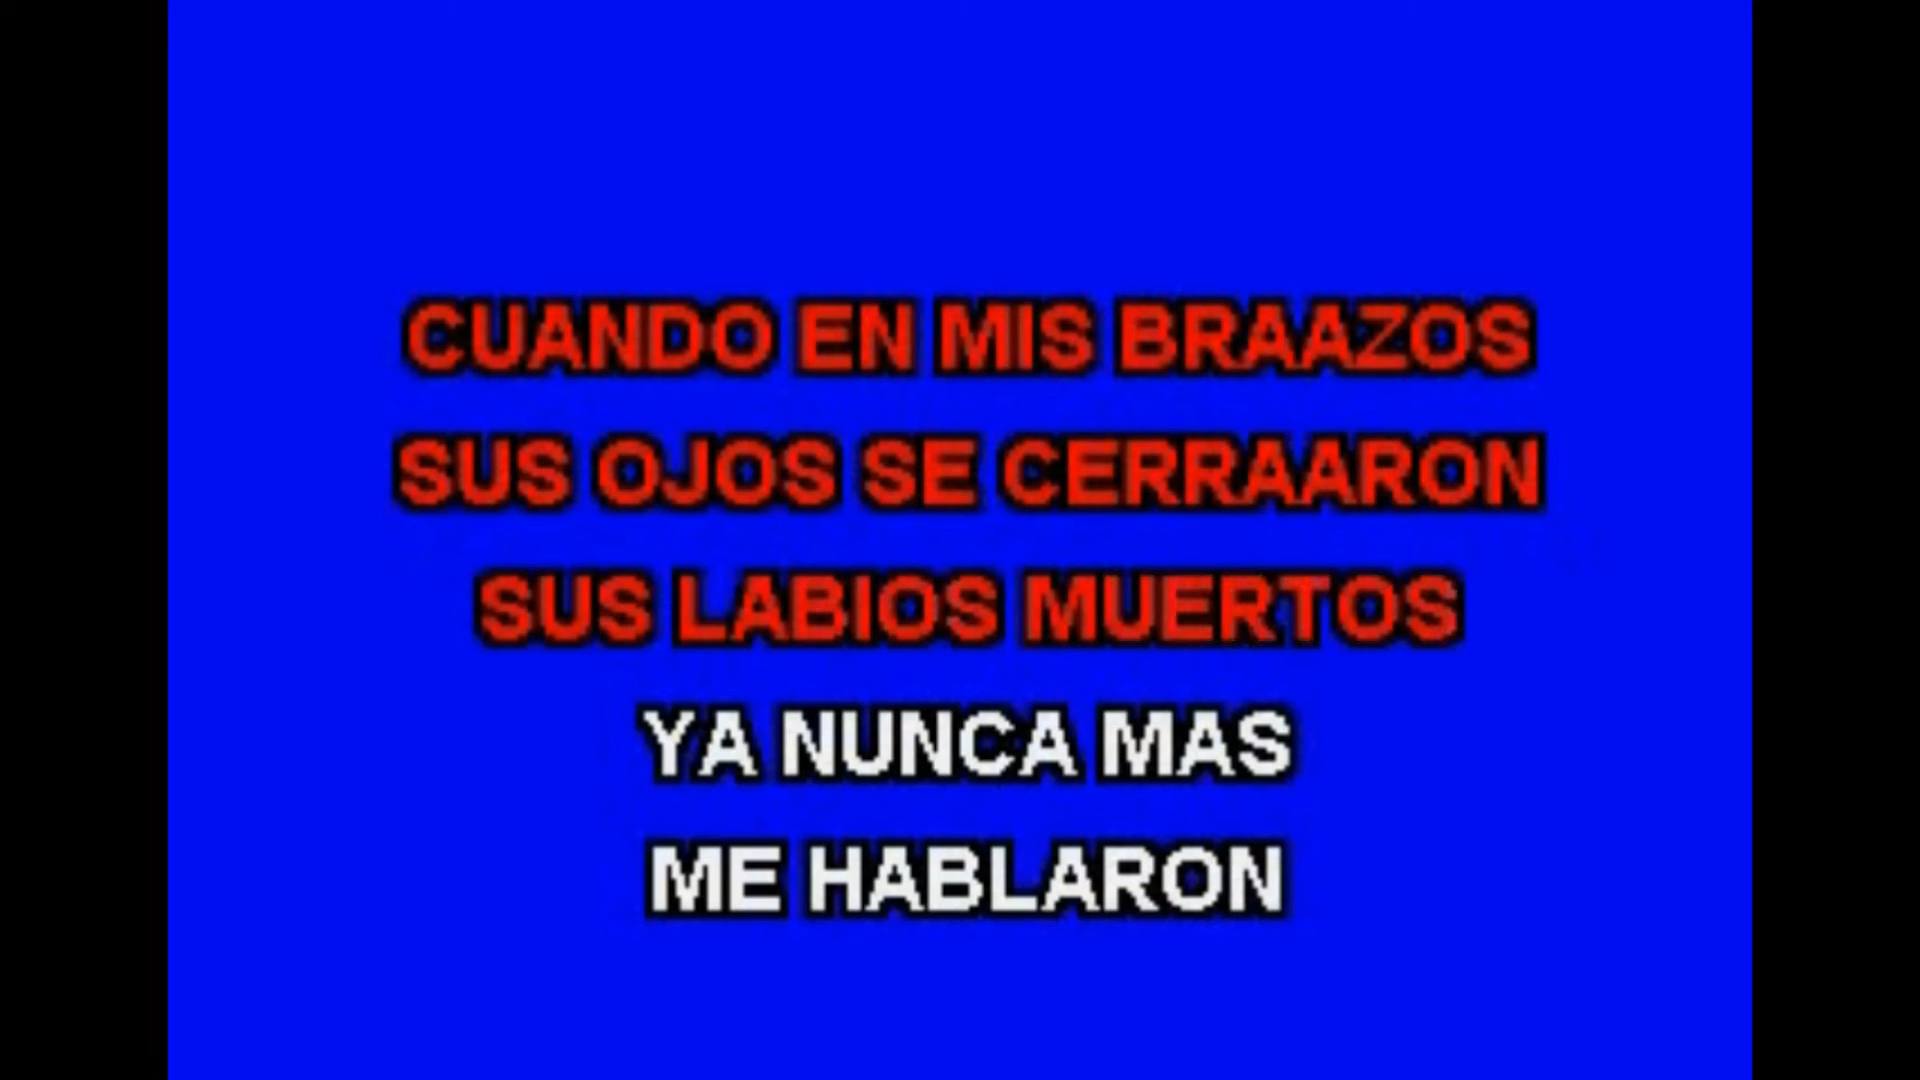 CUANDO EN MIS BRAAZOS
SUS OJOS SE CERRAARON
SUS LABIOS MUERTOS
YA NUNCA MAS
ME HABLARON